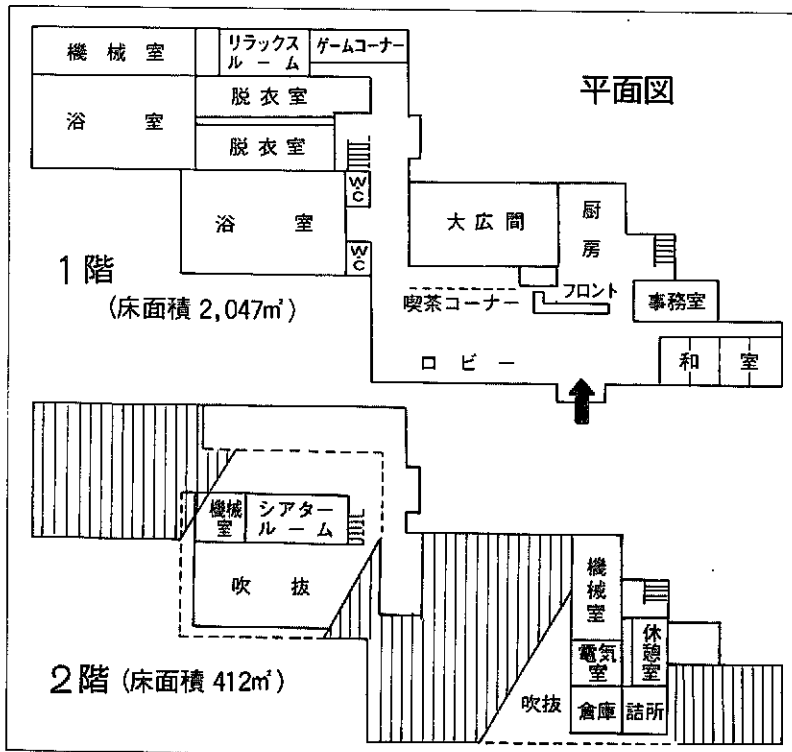 平面図
機械室
リラックス
ルーム
ゲームコーナー
脱衣室
浴室
脱衣室
W.C
浴室
W.C
大広間
厨房
1階
(床面積 2,047㎡)
喫茶コーナー
フロント
事務室
ロビー
和室
機械
室
シアター
ルーム
吹抜
機械室
電気
室
休憩室
2階 (床面積 412㎡)
吹抜
倉庫
詰所